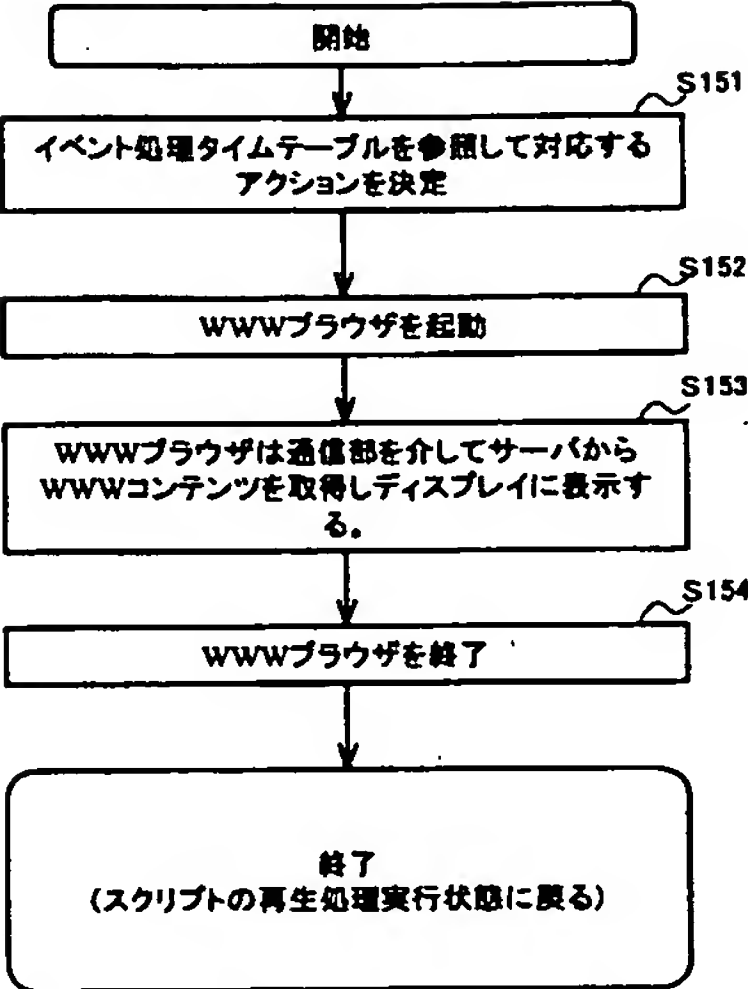 開始
S151
イベント処理タイムテーブルを参照して対応する
アクションを決定
S152
WWWブラウザを起動
S153
WWWブラウザは通信部を介してサーバから
WWWコンテンツを取得しディスプレイに表示す
る。
S154
WWWブラウザを終了
終了
(スクリプトの再生処理実行状態に戻る)